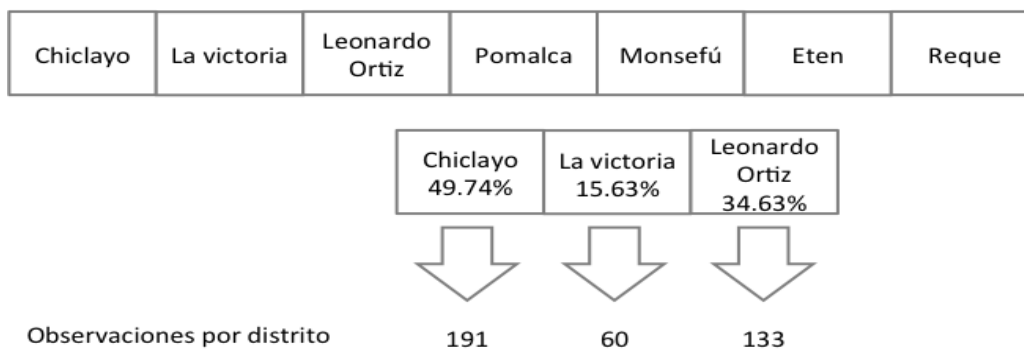 Chiclayo
La victoria
Leonardo
Ortiz
Pomalca
Monsefú
Eten
Reque
Chiclayo
49.74%
La victoria
15.63%
Leonardo
Ortiz
34.63%
Observaciones por distrito 191 60 133